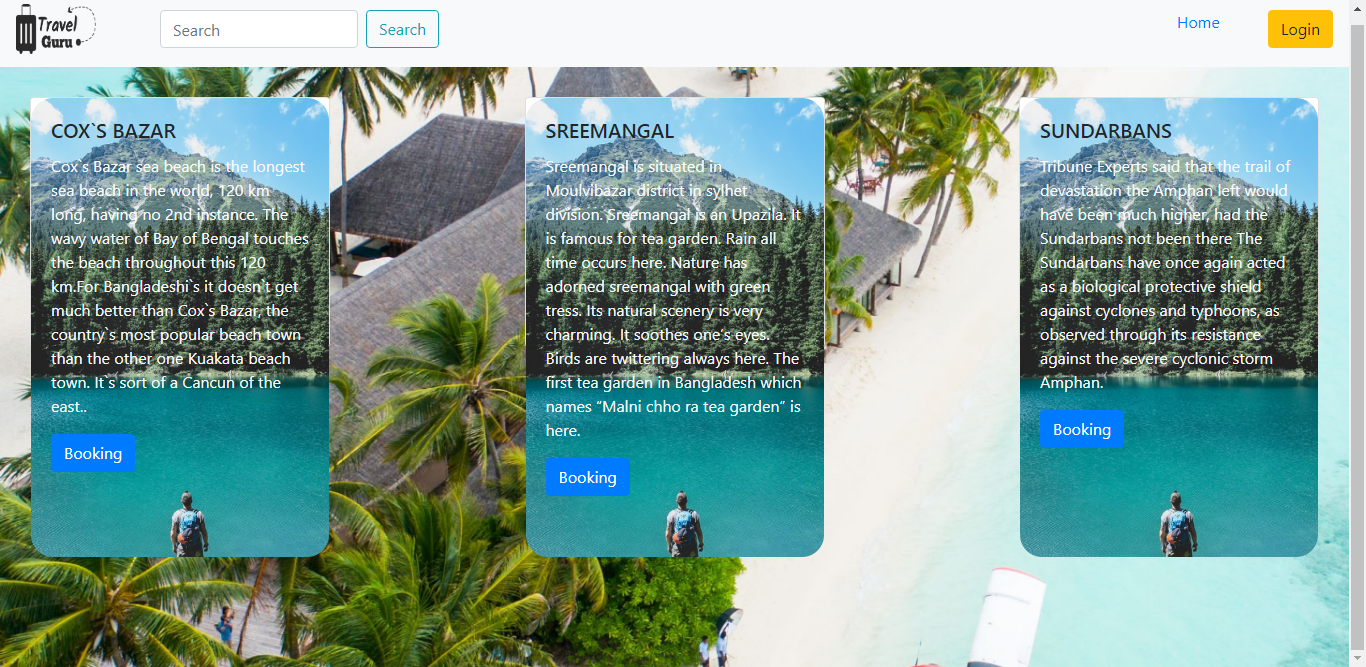 Travel
Guru
Search
Search
Home
Login
COX`S BAZAR
Cox`s Bazar sea beach is the longest
sea beach in the world, 120 km
long, having no 2nd instance. The
wavy water of Bay of Bengal touches
the beach throughout this 120
km.For Bangladeshi`s it doesn`t get
much better than Cox`s Bazar, the
country`s most popular beach town
than the other one Kuakata beach
town. It`s sort of a Cancun of the
east..
Booking
SREEMANGAL
Sreemangal is situated in
Moulvibazar district in sylhet
division. Sreemangal is an Upazila. It
is famous for tea garden. Rain all
time occurs here. Nature has
adorned sreemangal with green
tress. Its natural scenery is very
charming. It soothes one’s eyes.
Birds are twittering always here. The
first tea garden in Bangladesh which
names “Malni chho ra tea garden” is
here.
Booking
SUNDARBANS
Tribune Experts said that the trail of
devastation the Amphan left would
have been much higher, had the
Sundarbans not been there The
Sundarbans have once again acted
as a biological protective shield
against cyclones and typhoons, as
observed through its resistance
against the severe cyclonic storm
Amphan.
Booking